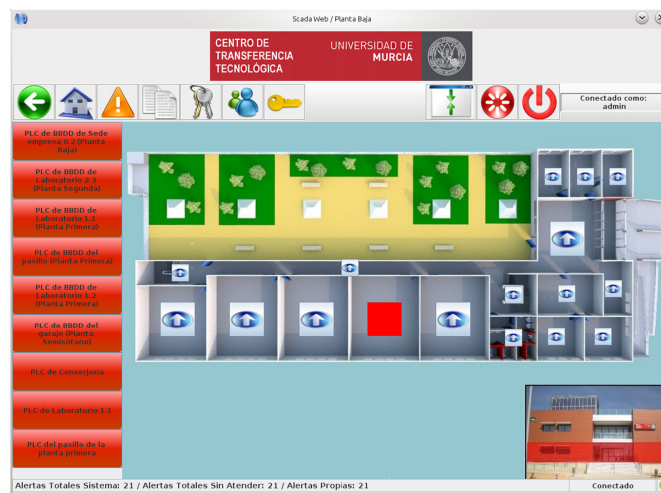 Scada Web / Planta Baja
CENTRO DE
TRANSFERENCIA
TECNOLÓGICA
UNIVERSIDAD DE
MURCIA
Conectado como:
admin
PLC de BBDD de Sede
empresa 0.2 (Planta
Baja)
PLC de BBDD de
Laboratorio 2.3
(Planta Segunda)
PLC de BBDD de
Laboratorio 1.1
(Planta Primera)
PLC de BBDD del
pasillo (Planta Primera)
PLC de BBDD de
Laboratorio 1.2
(Planta Primera)
PLC de BBDD del
garaje (Planta
Semisótano)
PLC de Conserjería
PLC de Laboratorio 1.1
PLC del pasillo de la
planta primera
Alertas Totales Sistema: 21 / Alertas Totales Sin Atender: 21 / Alertas Propias: 21
Conectado